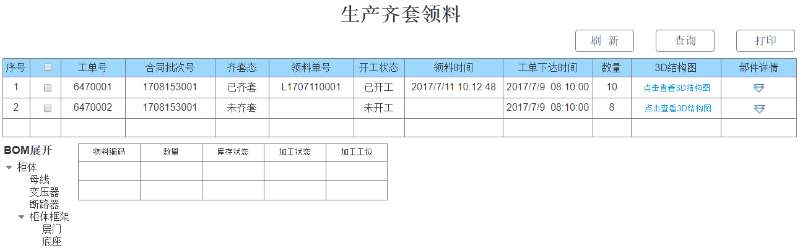 生产齐套领料
刷 新 查询 打印
序号 工单号 合同批次号 齐套态 领料单号 开工状态 领料时间 工单下达时间 数量 3D结构图 部件详情
1 6470001 1708153001 已齐套 L1707110001 已开工 2017/7/11 10.12:48 2017/7/9 08:10:00 10 点击查看3D结构图
2 6470002 1708153001 未齐套 未开工 2017/7/9 08:10:00 8 点击查看3D结构图
BOM展开
物料编码 数量 库存状态 加工状态 加工工位
柜体
母线
变压器
断路器
柜体框架
层门
底座